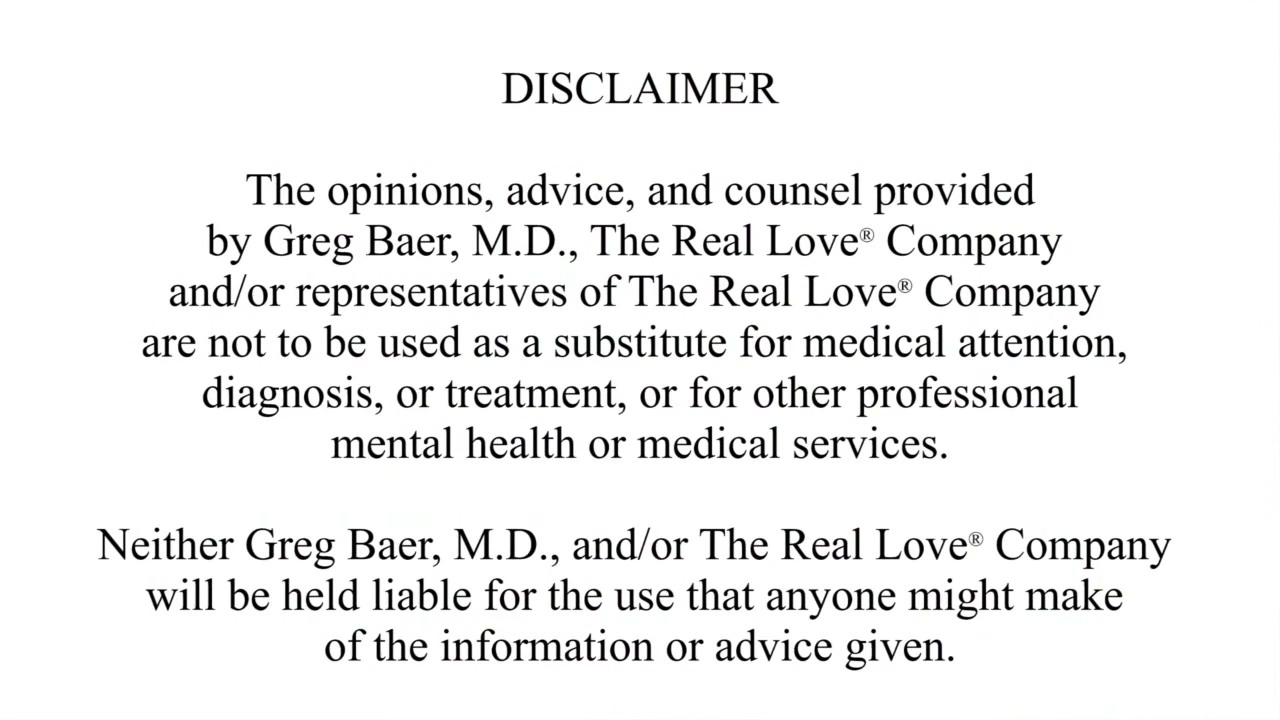 DISCLAIMER
The opinions, advice, and counsel provided
by Greg Baer, M.D., The Real Love® Company
and/or representatives of The Real Love® Company
are not to be used as a substitute for medical attention,
diagnosis, or treatment, or for other professional
mental health or medical services.
Neither Greg Baer, M.D., and/or The Real Love® Company
will be held liable for the use that anyone might make
of the information or advice given.